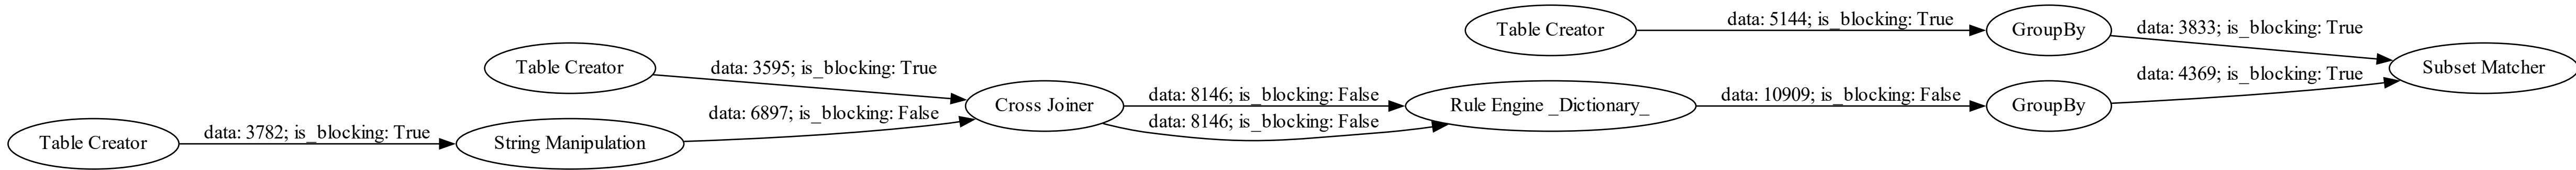 Table Creator
data: 5144; is_blocking: True
GroupBy
data: 3833; is_blocking: True
Table Creator
data: 3595; is_blocking: True
Subset Matcher
data: 4369; is_blocking: True
Cross Joiner
data: 8146; is_blocking: False
Rule Engine _Dictionary_
data: 10909; is_blocking: False
GroupBy
data: 6897; is_blocking: False
data: 8146; is_blocking: False
Table Creator
data: 3782; is_blocking: True
String Manipulation